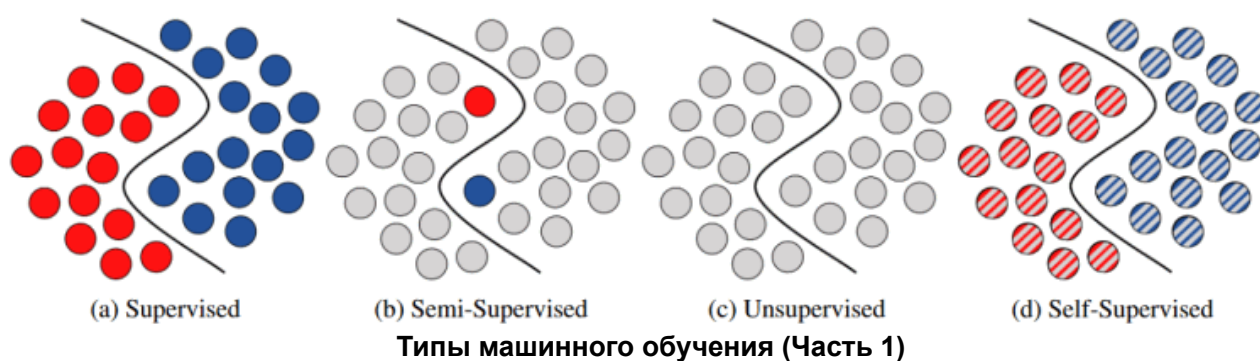 (a) Supervised (b) Semi-Supervised (c) Unsupervised (d) Self-Supervised
Типы машинного обучения (Часть 1)